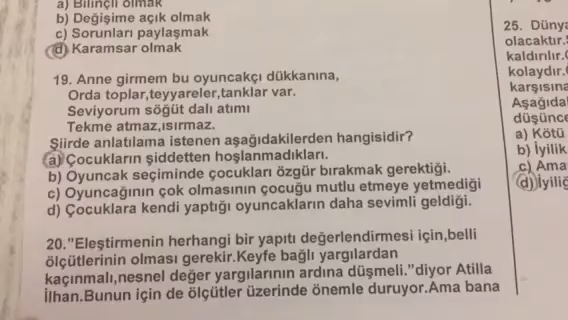 a) Bilinçli olmak
b) Değişime açık olmak
c) Sorunları paylaşmak
d) Karamsar olmak
19. Anne girmem bu oyuncakçı dükkanına,
Orda toplar,teyyareler,tanklar var.
Seviyorum söğüt dalı atımı
Tekme atmaz,ısırmaz.
Şiirde anlatılama istenen aşağıdakilerden hangisidir?
a) Çocukların şiddetten hoşlanmadıkları.
b) Oyuncak seçiminde çocukları özgür bırakmak gerektiği.
c) Oyuncağının çok olmasının çocuğu mutlu etmeye yetmediği
d) Çocuklara kendi yaptığı oyuncakların daha sevimli geldiği.
20."Eleştirmenin herhangi bir yapıtı değerlendirmesi için,belli
ölçütlerinin olması gerekir.Keyfe bağlı yargılardan
kaçınmalı,nesnel değer yargılarının ardına düşmeli."diyor Atilla
İlhan.Bunun için de ölçütler üzerinde önemle duruyor.Ama bana
25. Düny
olacaktır.
kaldırılır.
kolaydır.
karşısına
Aşağıda
düşünce
a) Kötü
b) İyilik
c) Ama
d) İyiliğ